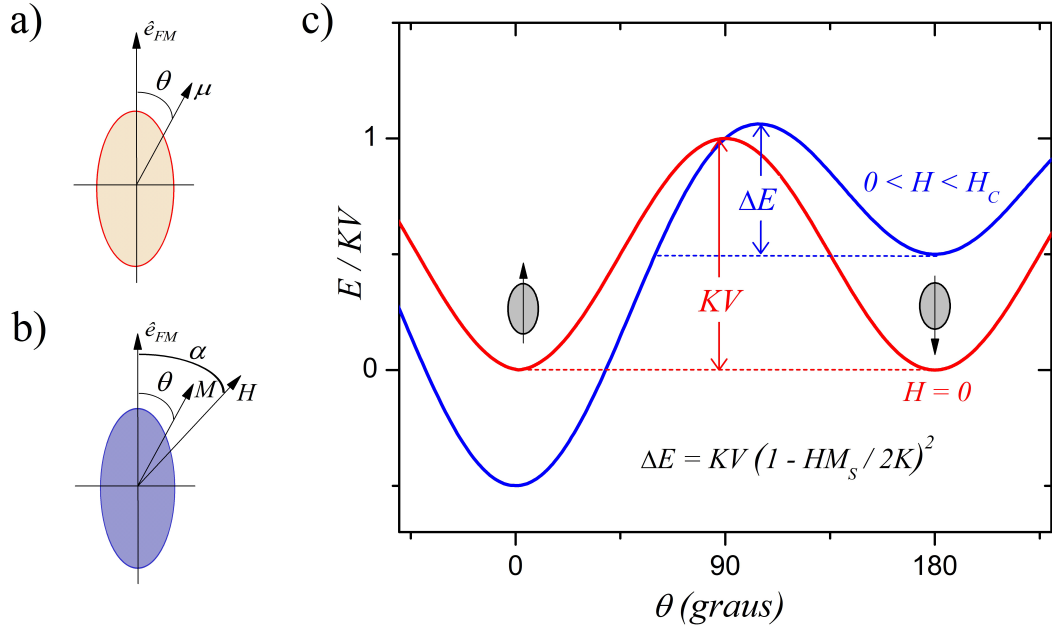 a)
ê_FM
θ
μ
b)
ê_FM
α
θ
M
H
c)
E / KV
1
0
0 < H < H_C
ΔE
KV
H = 0
ΔE = KV (1 - HM_S / 2K)^2
0
90
180
θ (graus)